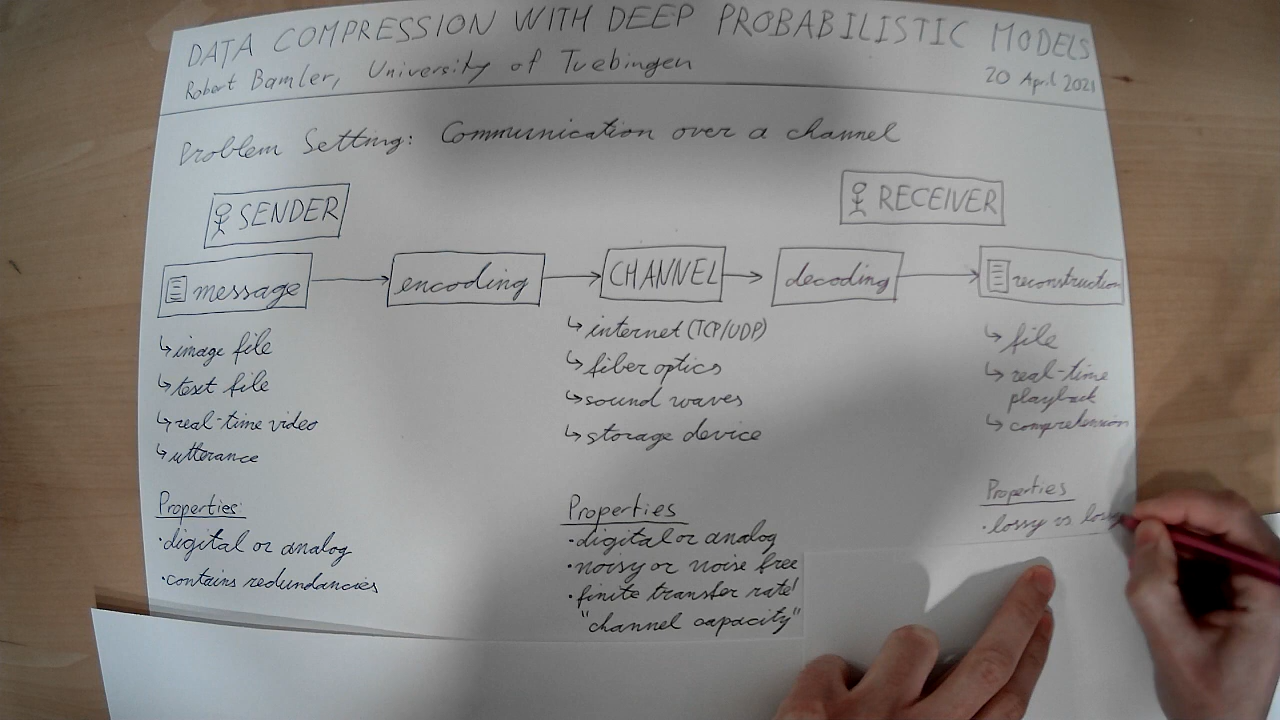 DATA COMPRESSION WITH DEEP PROBABILISTIC MODELS
Robert Bamler, University of Tuebingen
20 April 2021
Problem Setting: Communication over a channel
SENDER
RECEIVER
message
encoding
CHANNEL
decoding
reconstruction
↳ image file
↳ text file
↳ real-time video
↳ utterance
↳ internet (TCP/UDP)
↳ fiber optics
↳ sound waves
↳ storage device
↳ file
↳ real-time
playback
↳ comprehension
Properties:
· digital or analog
· contains redundancies
Properties
· digital or analog
· noisy or noise free
· finite transfer rate
"channel capacity"
Properties
· lossy vs.